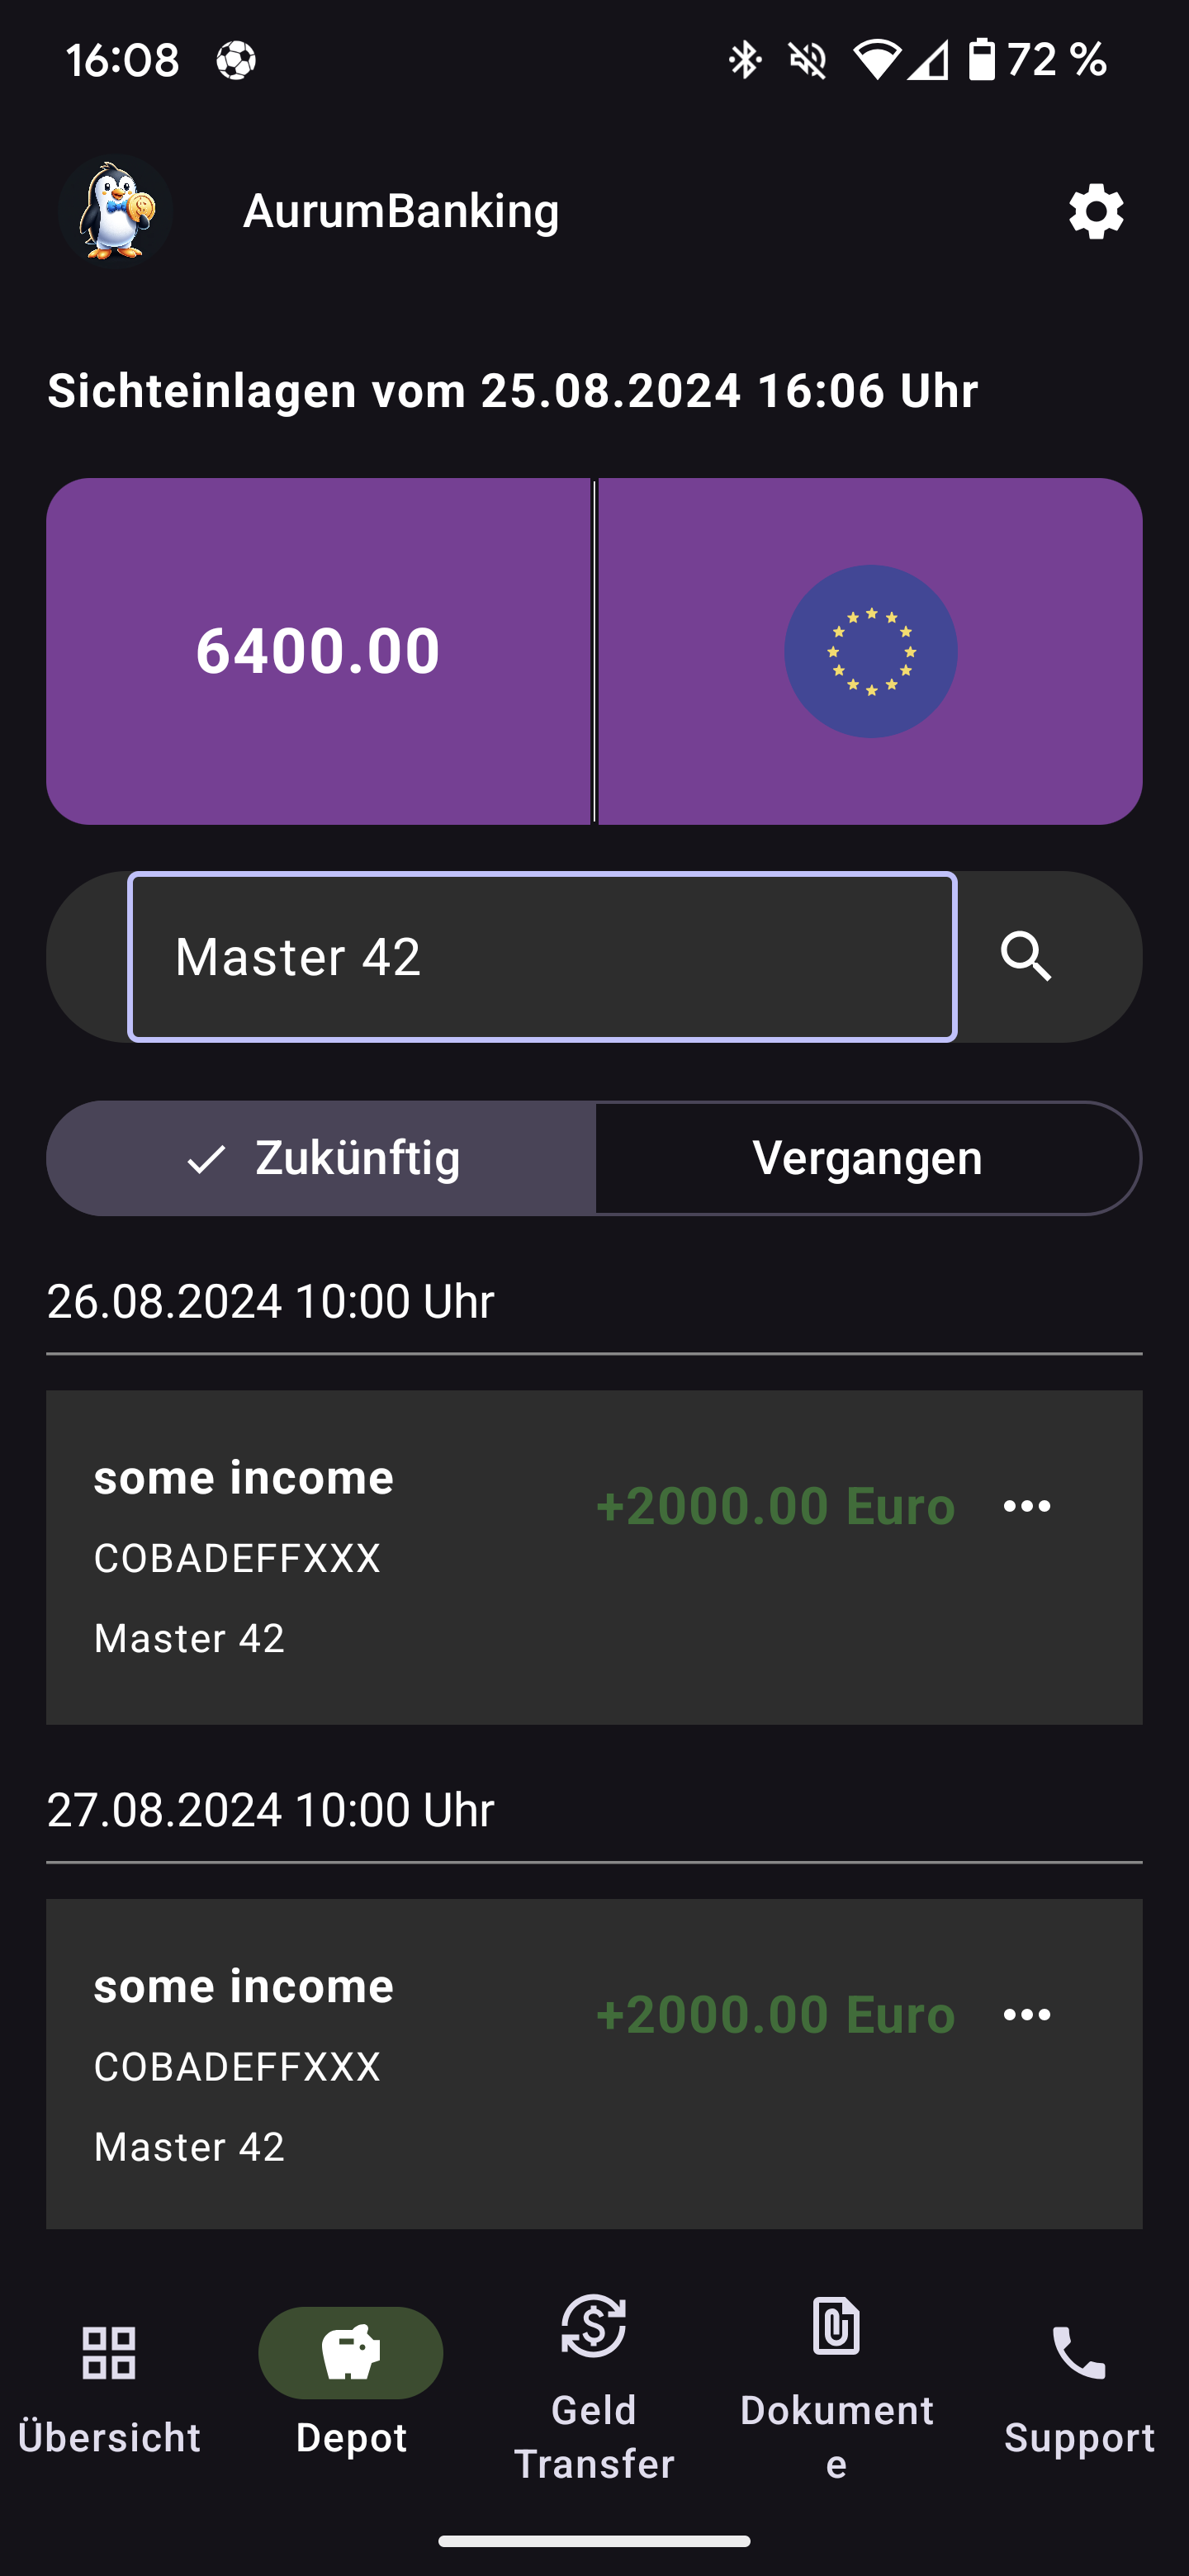 16:08
72 %
AurumBanking
Sichteinlagen vom 25.08.2024 16:06 Uhr
6400.00
Master 42
Zukünftig
Vergangen
26.08.2024 10:00 Uhr
some income
+2000.00 Euro
COBADEFFXXX
Master 42
27.08.2024 10:00 Uhr
some income
+2000.00 Euro
COBADEFFXXX
Master 42
Übersicht
Depot
Geld
Transfer
Dokument
e
Support